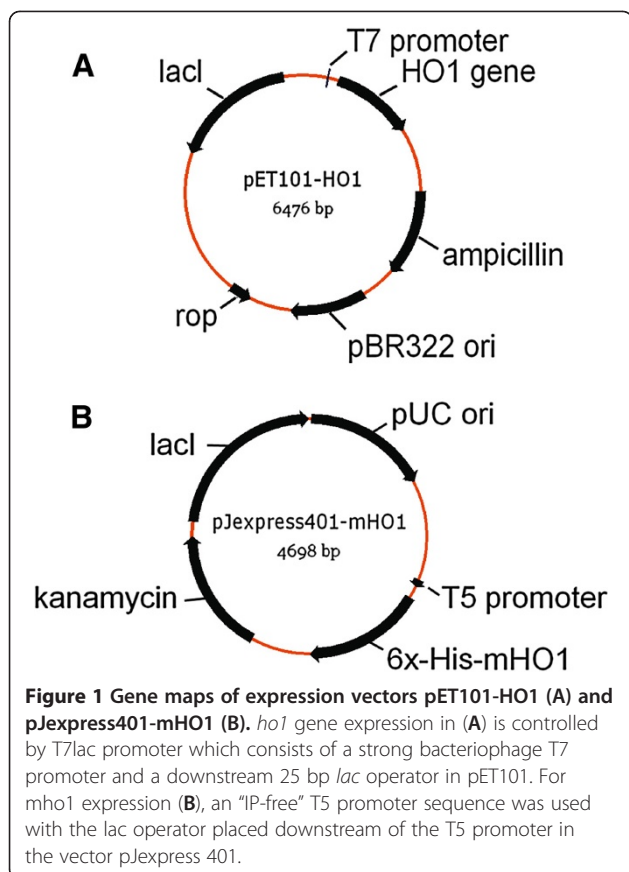 A
T7 promoter
lacI
HO1 gene
pET101-HO1
6476 bp
ampicillin
rop
pBR322 ori
B
pUC ori
lacI
pJexpress401-mHO1
4698 bp
kanamycin
T5 promoter
6x-His-mHO1
Figure 1 Gene maps of expression vectors pET101-HO1 (A) and
pJexpress401-mHO1 (B). ho1 gene expression in (A) is controlled
by T7lac promoter which consists of a strong bacteriophage T7
promoter and a downstream 25 bp lac operator in pET101. For
mho1 expression (B), an “IP-free” T5 promoter sequence was used
with the lac operator placed downstream of the T5 promoter in
the vector pJexpress 401.